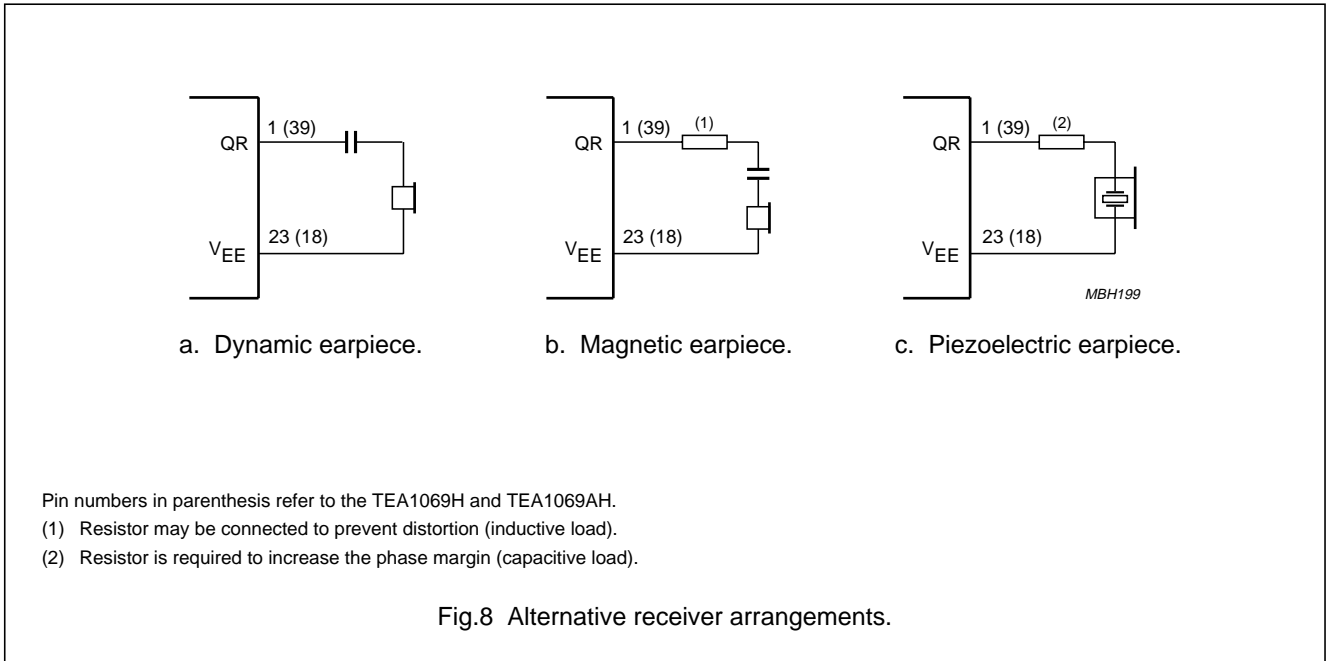 QR
1 (39)
VEE
23 (18)
a. Dynamic earpiece.
QR
1 (39)
(1)
VEE
23 (18)
b. Magnetic earpiece.
QR
1 (39)
(2)
VEE
23 (18)
MBH199
c. Piezoelectric earpiece.
Pin numbers in parenthesis refer to the TEA1069H and TEA1069AH.
(1) Resistor may be connected to prevent distortion (inductive load).
(2) Resistor is required to increase the phase margin (capacitive load).
Fig.8 Alternative receiver arrangements.